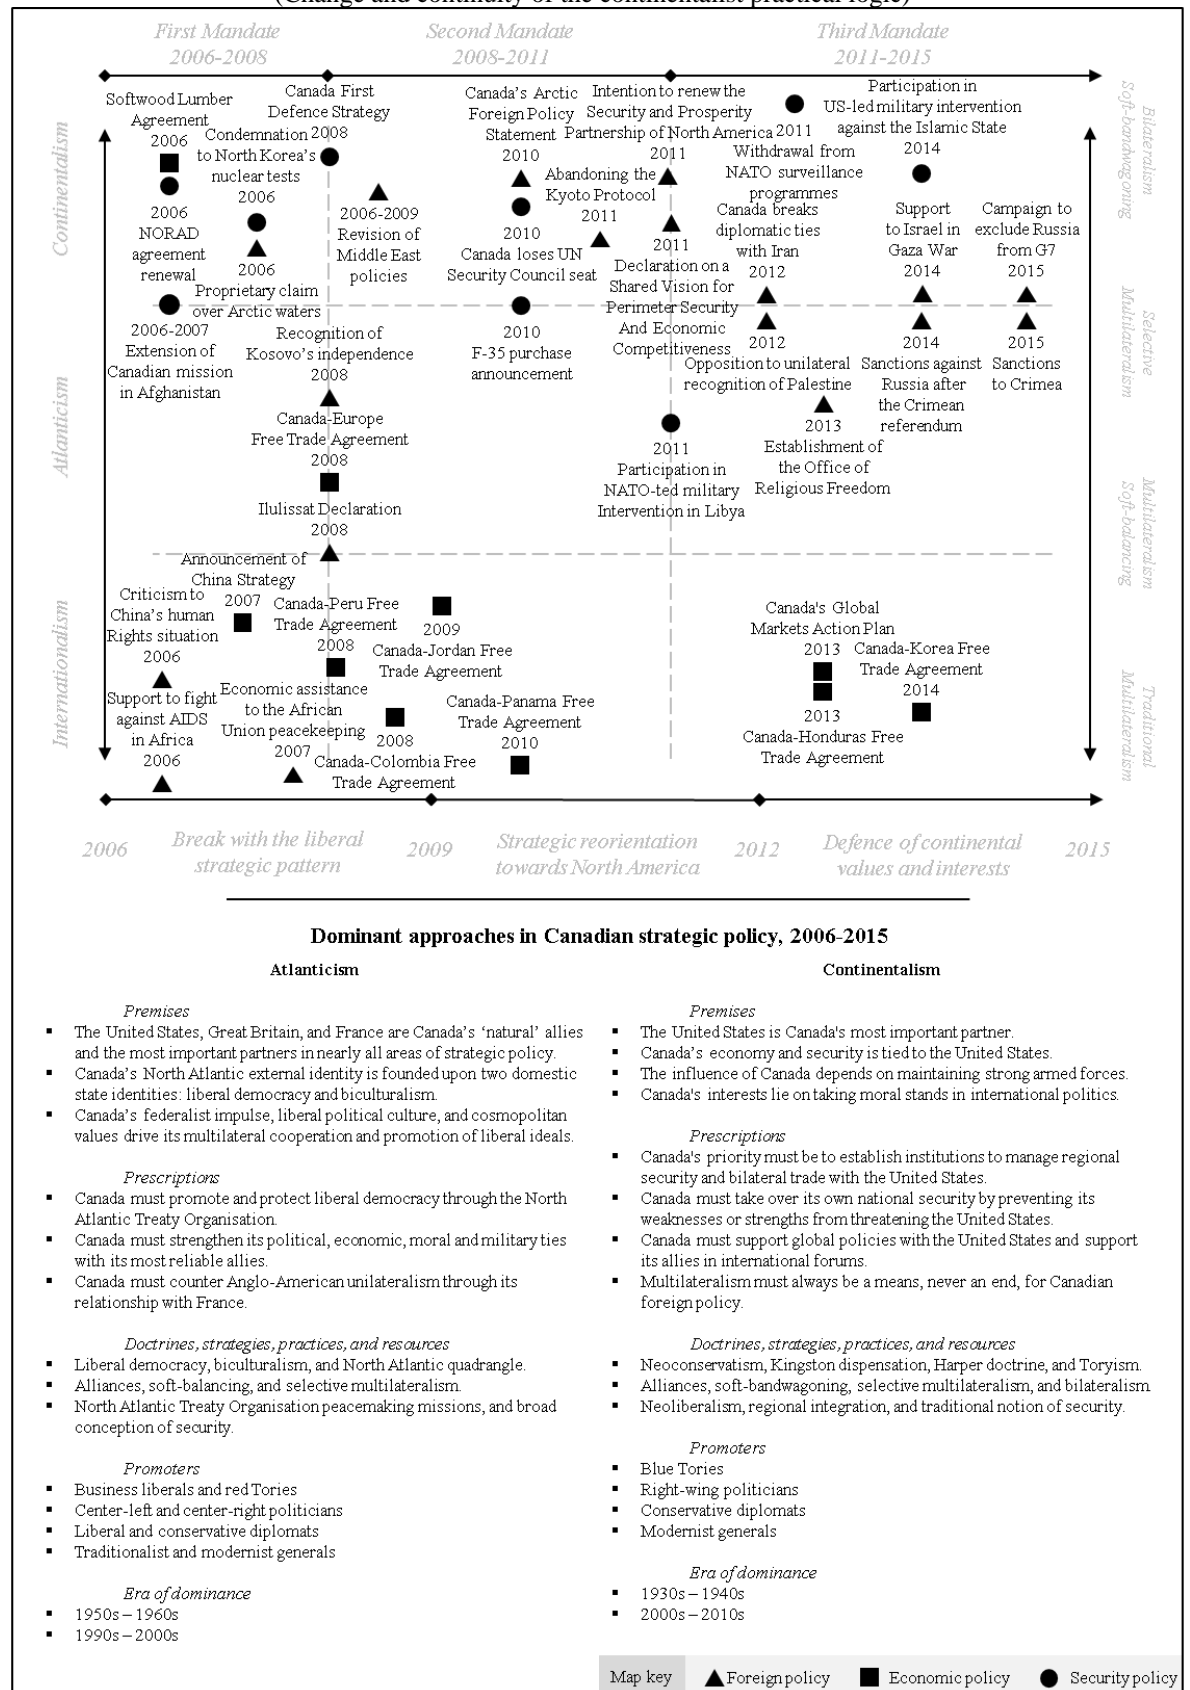 (Change and continuity of the continentalist practical logic)
First Mandate
2006-2008
Second Mandate
2008-2011
Third Mandate
2011-2015
Continentalism
Atlanticism
Internationalism
Bilateralism
Soft-bandwagoning
Selective
Multilateralism
Multilateralism
Soft-balancing
Traditional
Multilateralism
Softwood Lumber
Agreement
2006
2006
NORAD
agreement
renewal
Condemnation
to North Korea's
nuclear tests
2006
2006
Proprietary claim
over Arctic waters
Canada First
Defence Strategy
2008
2006-2009
Revision of
Middle East
policies
Canada's Arctic
Foreign Policy
Statement
2010
2010
Canada loses UN
Security Council seat
Abandoning the
Kyoto Protocol
2011
Intention to renew the
Security and Prosperity
Partnership of North America
2011
2011
Declaration on a
Shared Vision for
Perimeter Security
And Economic
Competitiveness
2011
Withdrawal from
NATO surveillance
programmes
Participation in
US-led military intervention
against the Islamic State
2014
Canada breaks
diplomatic ties
with Iran
2012
Support
to Israel in
Gaza War
2014
Campaign to
exclude Russia
from G7
2015
2006-2007
Extension of
Canadian mission
in Afghanistan
Recognition of
Kosovo's independence
2008
2010
F-35 purchase
announcement
2012
Opposition to unilateral
recognition of Palestine
2014
Sanctions against
Russia after
the Crimean
referendum
2015
Sanctions
to Crimea
Canada-Europe
Free Trade Agreement
2008
2011
Participation in
NATO-ted military
Intervention in Libya
2013
Establishment of
the Office of
Religious Freedom
Ilulissat Declaration
2008
Announcement of
China Strategy
2007
Criticism to
China's human
Rights situation
2006
Canada-Peru Free
Trade Agreement
2008
2009
Canada-Jordan Free
Trade Agreement
Canada's Global
Markets Action Plan
2013
2013
Canada-Honduras Free
Trade Agreement
Canada-Korea Free
Trade Agreement
2014
Support to fight
against AIDS
in Africa
2006
Economic assistance
to the African
Union peacekeeping
2007
2008
Canada-Colombia Free
Trade Agreement
Canada-Panama Free
Trade Agreement
2010
2006
Break with the liberal
strategic pattern
2009
Strategic reorientation
towards North America
2012
Defence of continental
values and interests
2015
Dominant approaches in Canadian strategic policy, 2006-2015
Atlanticism
Premises
▪ The United States, Great Britain, and France are Canada's 'natural' allies
and the most important partners in nearly all areas of strategic policy.
▪ Canada's North Atlantic external identity is founded upon two domestic
state identities: liberal democracy and biculturalism.
▪ Canada's federalist impulse, liberal political culture, and cosmopolitan
values drive its multilateral cooperation and promotion of liberal ideals.
Prescriptions
▪ Canada must promote and protect liberal democracy through the North
Atlantic Treaty Organisation.
▪ Canada must strengthen its political, economic, moral and military ties
with its most reliable allies.
▪ Canada must counter Anglo-American unilateralism through its
relationship with France.
Doctrines, strategies, practices, and resources
▪ Liberal democracy, biculturalism, and North Atlantic quadrangle.
▪ Alliances, soft-balancing, and selective multilateralism.
▪ North Atlantic Treaty Organisation peacemaking missions, and broad
conception of security.
Promoters
▪ Business liberals and red Tories
▪ Center-left and center-right politicians
▪ Liberal and conservative diplomats
▪ Traditionalist and modernist generals
Era of dominance
▪ 1950s – 1960s
▪ 1990s – 2000s
Continentalism
Premises
▪ The United States is Canada's most important partner.
▪ Canada's economy and security is tied to the United States.
▪ The influence of Canada depends on maintaining strong armed forces.
▪ Canada's interests lie on taking moral stands in international politics.
Prescriptions
▪ Canada's priority must be to establish institutions to manage regional
security and bilateral trade with the United States.
▪ Canada must take over its own national security by preventing its
weaknesses or strengths from threatening the United States.
▪ Canada must support global policies with the United States and support
its allies in international forums.
▪ Multilateralism must always be a means, never an end, for Canadian
foreign policy.
Doctrines, strategies, practices, and resources
▪ Neoconservatism, Kingston dispensation, Harper doctrine, and Toryism.
▪ Alliances, soft-bandwagoning, selective multilateralism, and bilateralism
▪ Neoliberalism, regional integration, and traditional notion of security.
Promoters
▪ Blue Tories
▪ Right-wing politicians
▪ Conservative diplomats
▪ Modernist generals
Era of dominance
▪ 1930s – 1940s
▪ 2000s – 2010s
Map key
Foreign policy
Economic policy
Security policy